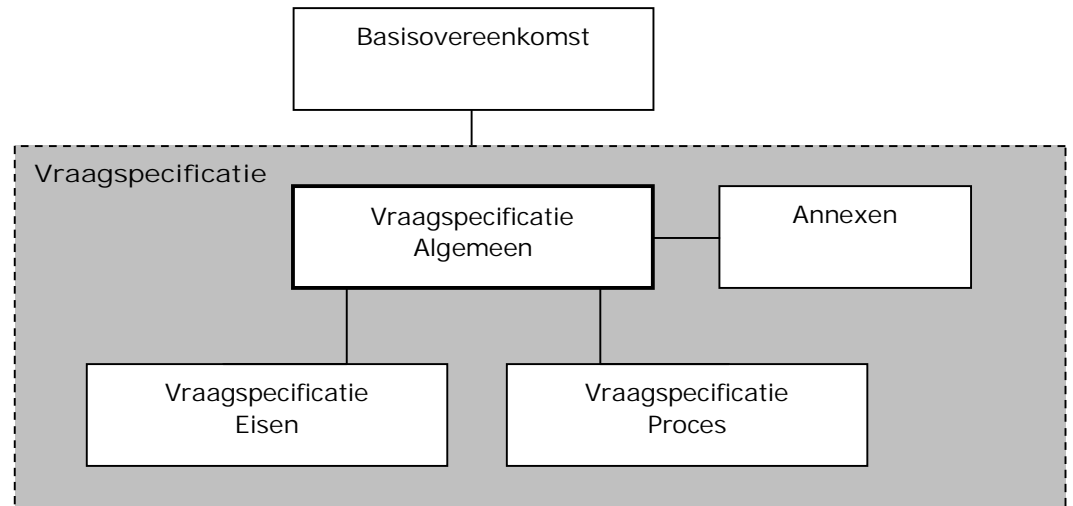 Basisovereenkomst
Vraagspecificatie
Vraagspecificatie
Algemeen
Annexen
Vraagspecificatie
Eisen
Vraagspecificatie
Proces